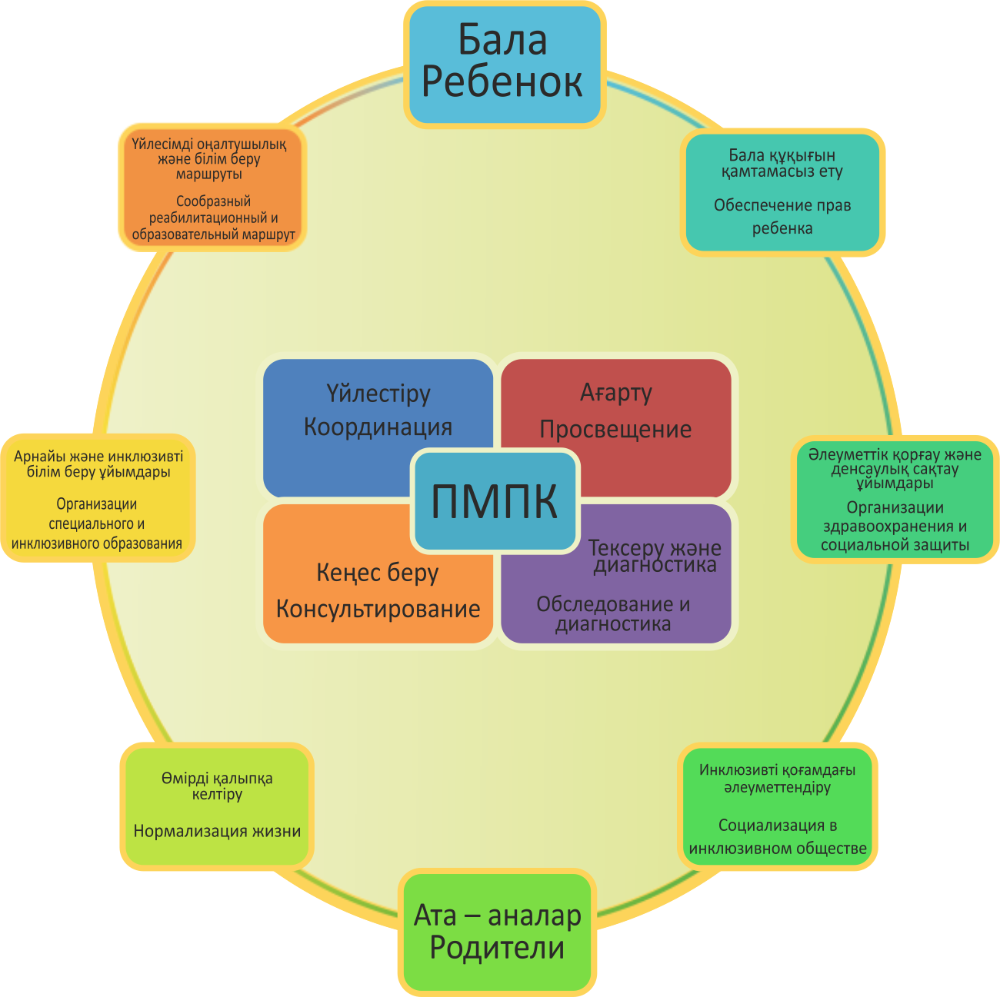 Бала
Ребенок
Үйлесімді оңалтушылық
және білім беру
маршруты
Сообразный
реабилитационный и
образовательный маршрут
Бала құқығын
қамтамасыз ету
Обеспечение прав
ребенка
Үйлестіру
Координация
Ағарту
Просвещение
ПМПК
Кеңес беру
Консультирование
Тексеру және
диагностика
Обследование и
диагностика
Арнайы және инклюзивті
білім беру ұйымдары
Организации
специального и
инклюзивного образования
Әлеуметтік қорғау және
денсаулық сақтау
ұйымдары
Организации
здравоохранения и
социальной защиты
Өмірді қалыпқа
келтіру
Нормализация жизни
Инклюзивті қоғамдағы
әлеуметтендіру
Социализация в
инклюзивном обществе
Ата – аналар
Родители